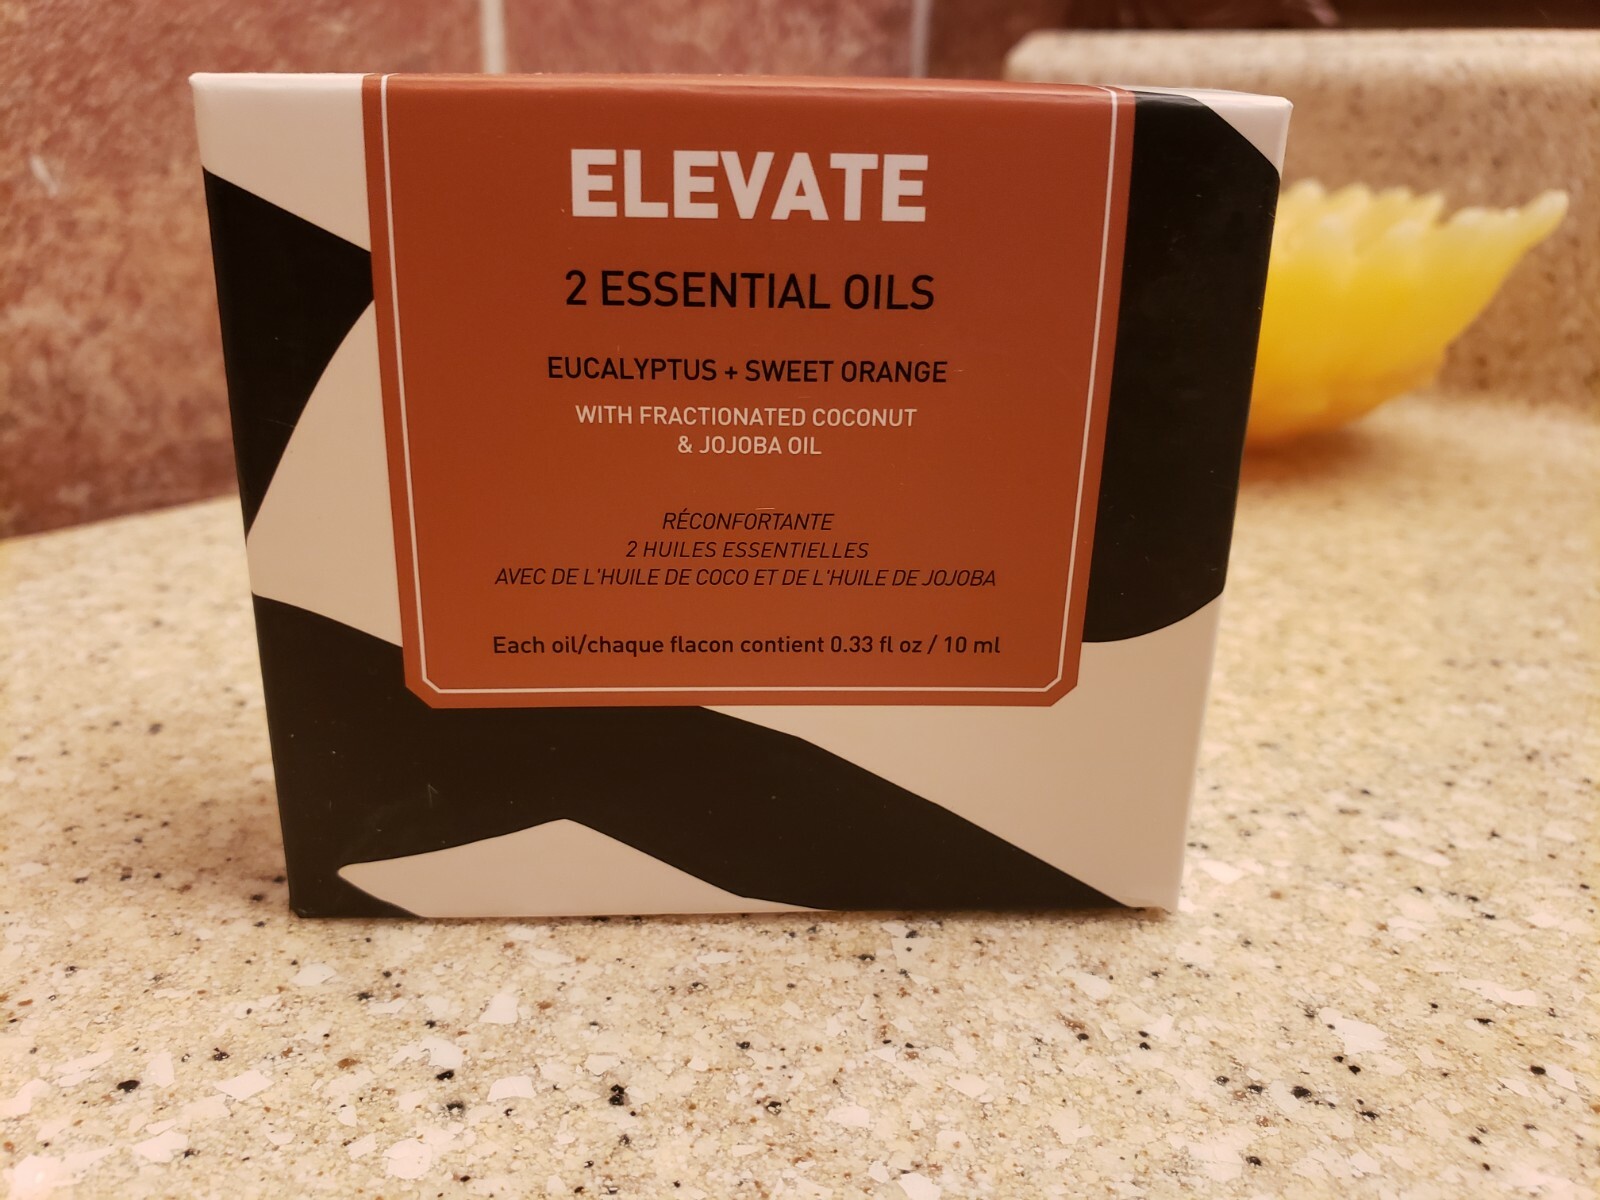 ELEVATE
2 ESSENTIAL OILS
EUCALYPTUS + SWEET ORANGE
WITH FRACTIONATED COCONUT
& JOJOBA OIL
RÉCONFORTANTE
2 HUILES ESSENTIELLES
AVEC DE L'HUILE DE COCO ET DE L'HUILE DE JOJOBA
Each oil/chaque flacon contient 0.33 fl oz / 10 ml